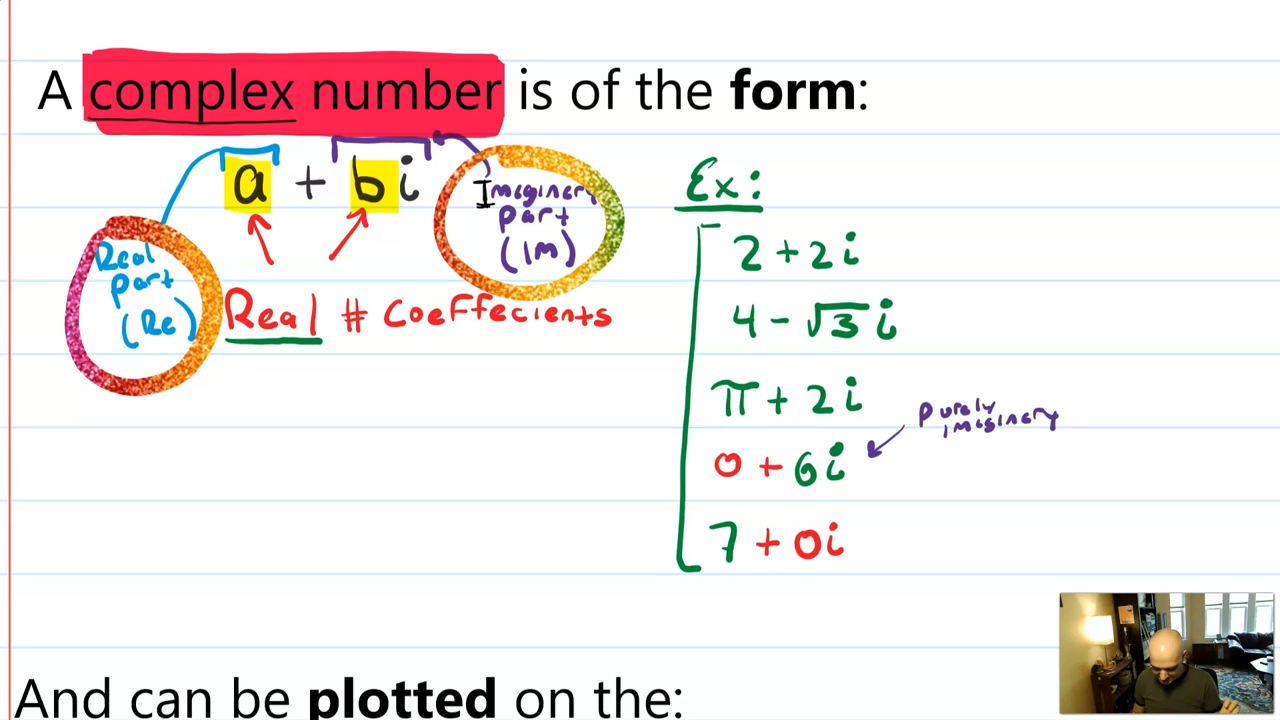 A complex number is of the form:
a + bi
Imaginary
part
(IM)
Real
part
(Re)
Real # Coeffecients
Ex:
2 + 2i
4 - √3 i
π + 2i
0 + 6i
Purely
imaginary
7 + 0i
And can be plotted on the: